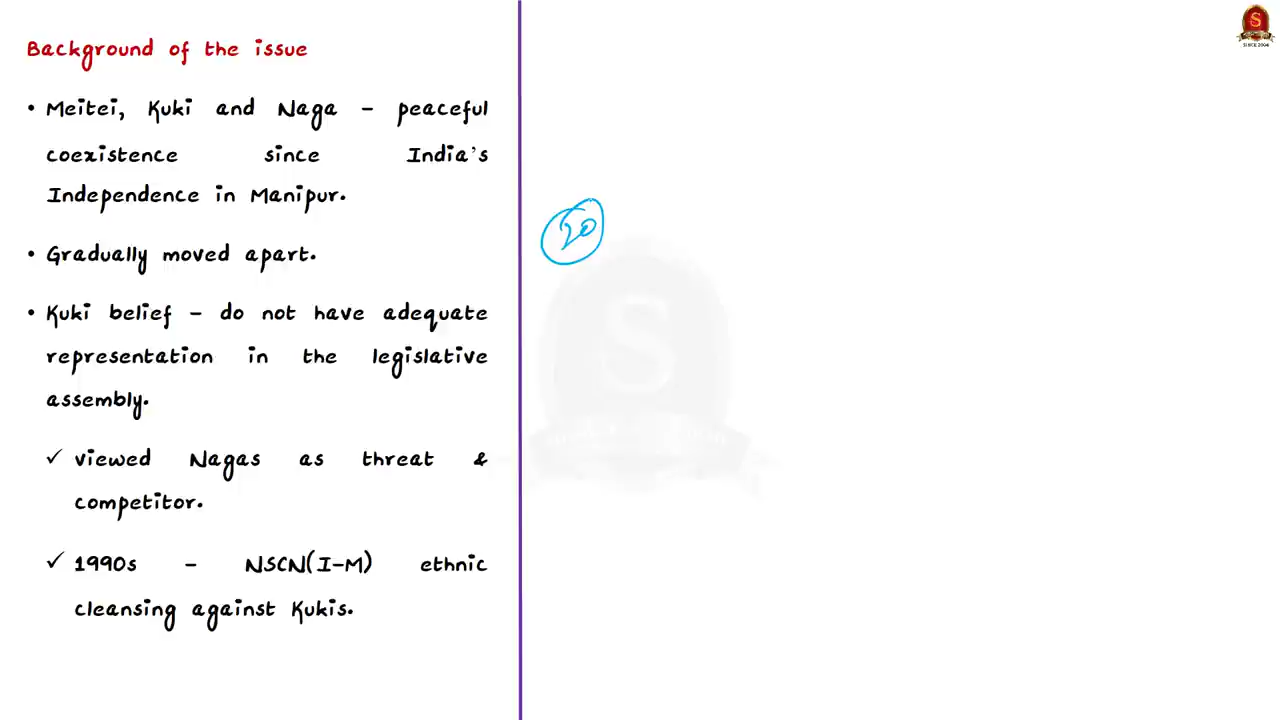 Background of the issue
• Meitei, Kuki and Naga – peaceful
coexistence since India's
Independence in Manipur.
• Gradually moved apart.
• Kuki belief – do not have adequate
representation in the legislative
assembly.
✓ viewed Nagas as threat &
competitor.
✓ 1990s – NSCN(I-M) ethnic
cleansing against Kukis.
S
SINCE 2004
S